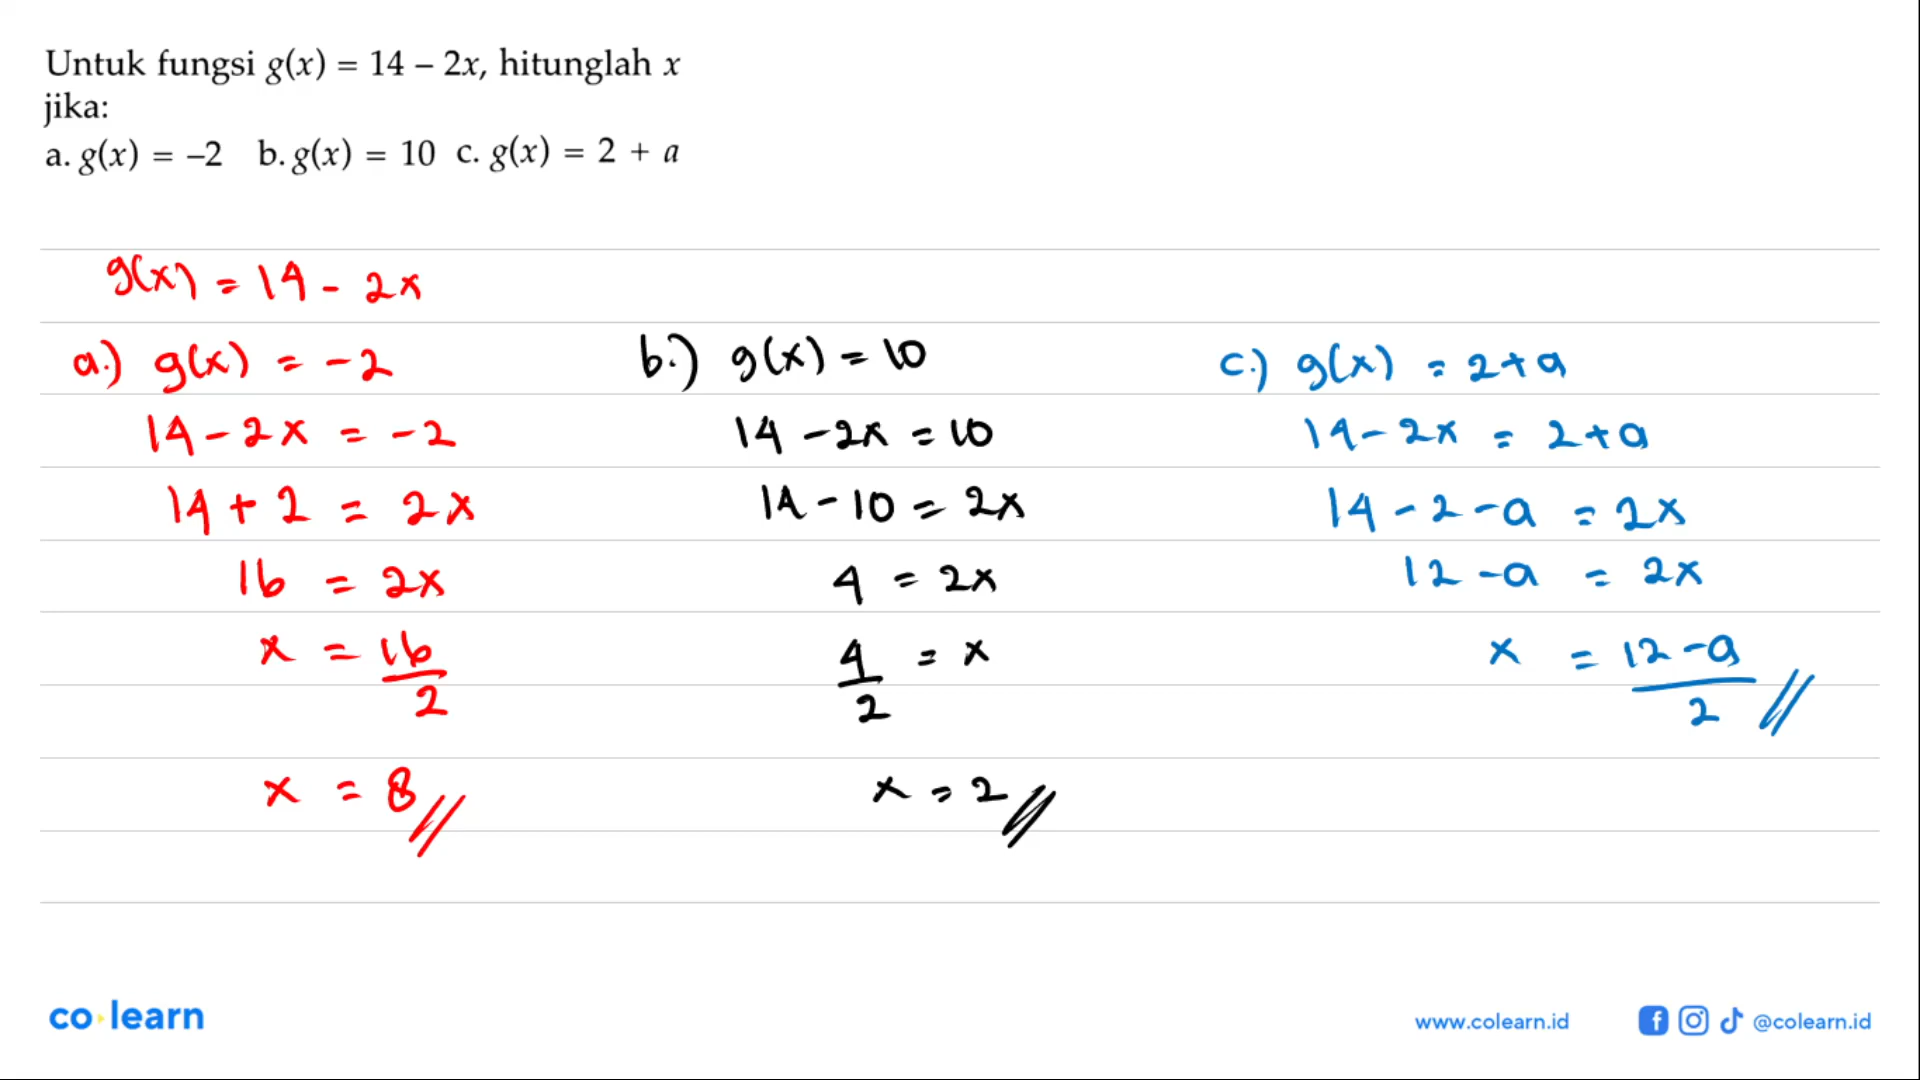 Untuk fungsi g(x) = 14 – 2x, hitunglah x
jika:
a. g(x) = –2 b. g(x) = 10 c. g(x) = 2 + a
g(x) = 14 - 2x
a.) g(x) = -2
14 - 2x = -2
14 + 2 = 2x
16 = 2x
x = 16/2
x = 8
b.) g(x) = 10
14 - 2x = 10
14 - 10 = 2x
4 = 2x
4/2 = x
x = 2
c.) g(x) = 2 + a
14 - 2x = 2 + a
14 - 2 - a = 2x
12 - a = 2x
x = 12 - a/2
co learn
www.colearn.id
@colearn.id